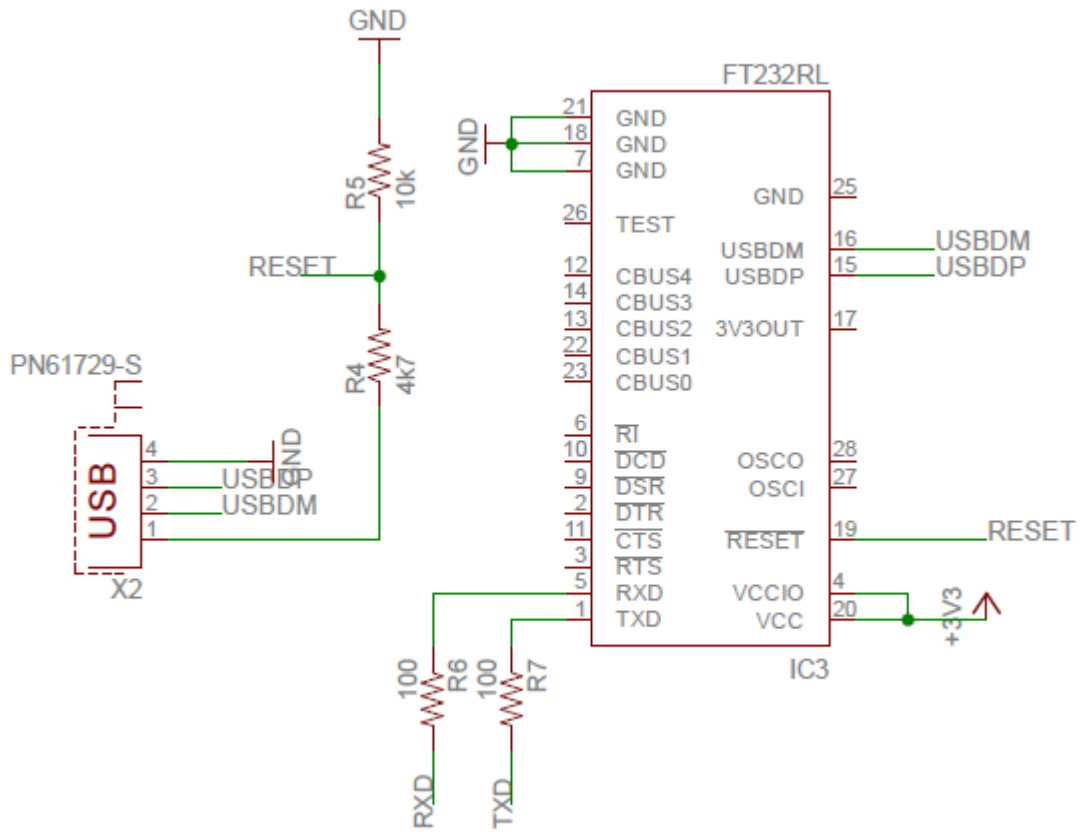 GND
R5
10k
RESET
R4
4k7
PN61729-S
USB
4
3
2
1
GND
USBDP
USBDM
X2
FT232RL
GND
21 GND
18 GND
7 GND
26 TEST
12 CBUS4
14 CBUS3
13 CBUS2
22 CBUS1
23 CBUS0
6 RI
10 DCD
9 DSR
2 DTR
11 CTS
3 RTS
5 RXD
1 TXD
GND 25
USBDM 16 USBDM
USBDP 15 USBDP
3V3OUT 17
OSCO 28
OSCI 27
RESET 19 RESET
VCCIO 4
VCC 20
+3V3
IC3
100
R6
100
R7
RXD
TXD